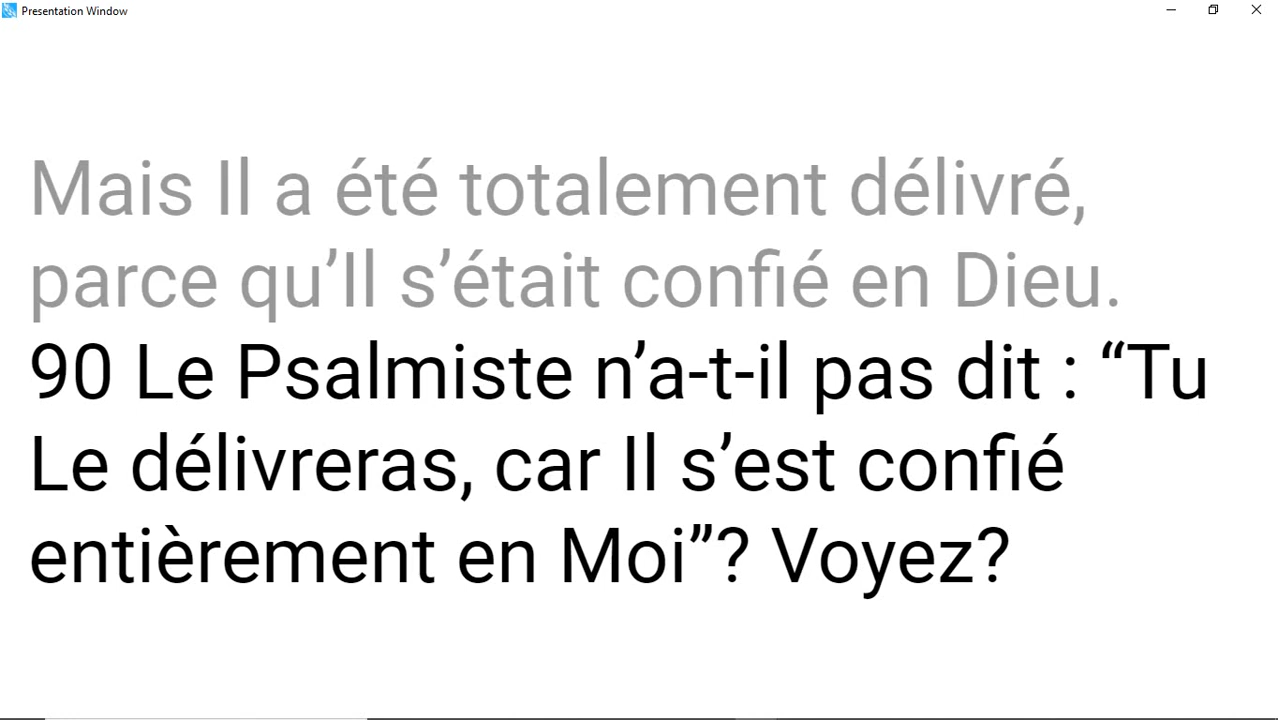 Presentation Window
Mais Il a été totalement délivré,
parce qu’Il s’était confié en Dieu.
90 Le Psalmiste n’a-t-il pas dit : “Tu
Le délivreras, car Il s’est confié
entièrement en Moi”? Voyez?